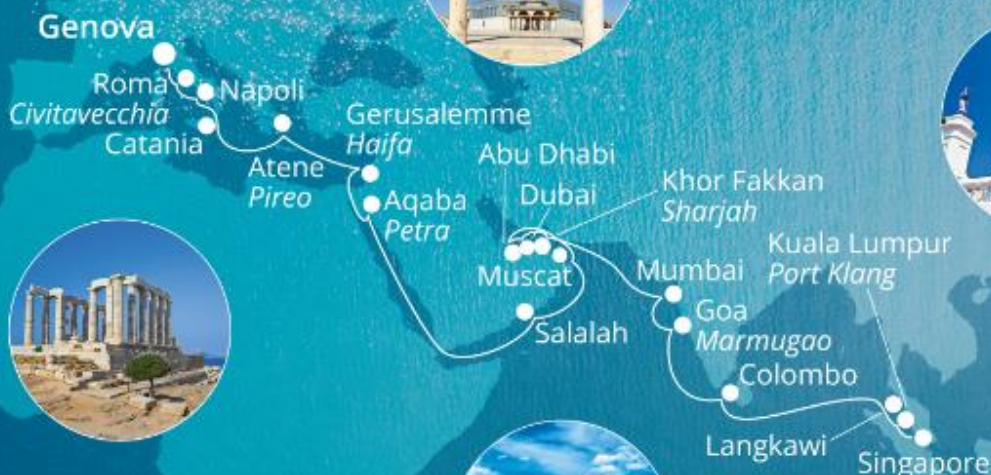 Genova
Roma
Civitavecchia
Napoli
Catania
Atene
Pireo
Gerusalemme
Haifa
Aqaba
Petra
Abu Dhabi
Dubai
Khor Fakkan
Sharjah
Muscat
Salalah
Mumbai
Goa
Marmugao
Colombo
Kuala Lumpur
Port Klang
Langkawi
Singapore